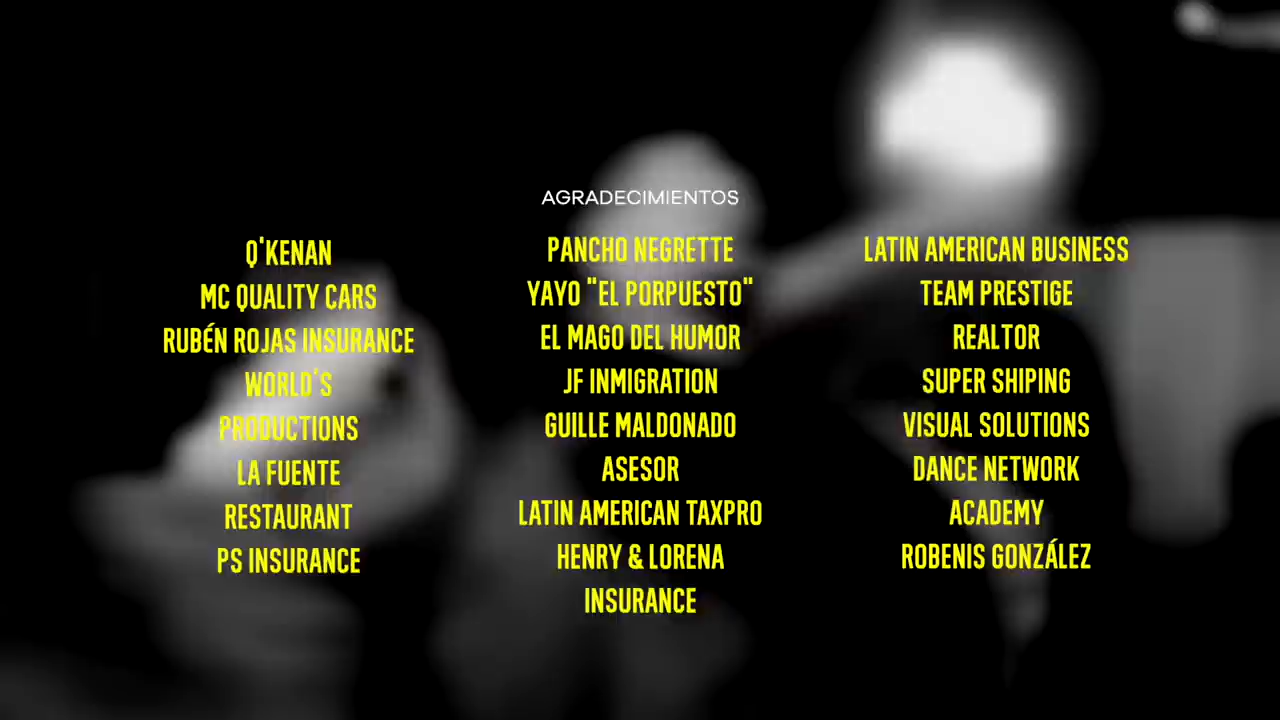 AGRADECIMIENTOS
Q'KENAN
MC QUALITY CARS
RUBÉN ROJAS INSURANCE
WORLD'S
PRODUCTIONS
LA FUENTE
RESTAURANT
PS INSURANCE
PANCHO NEGRETTE
YAYO "EL PORPUESTO"
EL MAGO DEL HUMOR
JF INMIGRATION
GUILLE MALDONADO
ASESOR
LATIN AMERICAN TAXPRO
HENRY & LORENA
INSURANCE
LATIN AMERICAN BUSINESS
TEAM PRESTIGE
REALTOR
SUPER SHIPING
VISUAL SOLUTIONS
DANCE NETWORK
ACADEMY
ROBENIS GONZÁLEZ